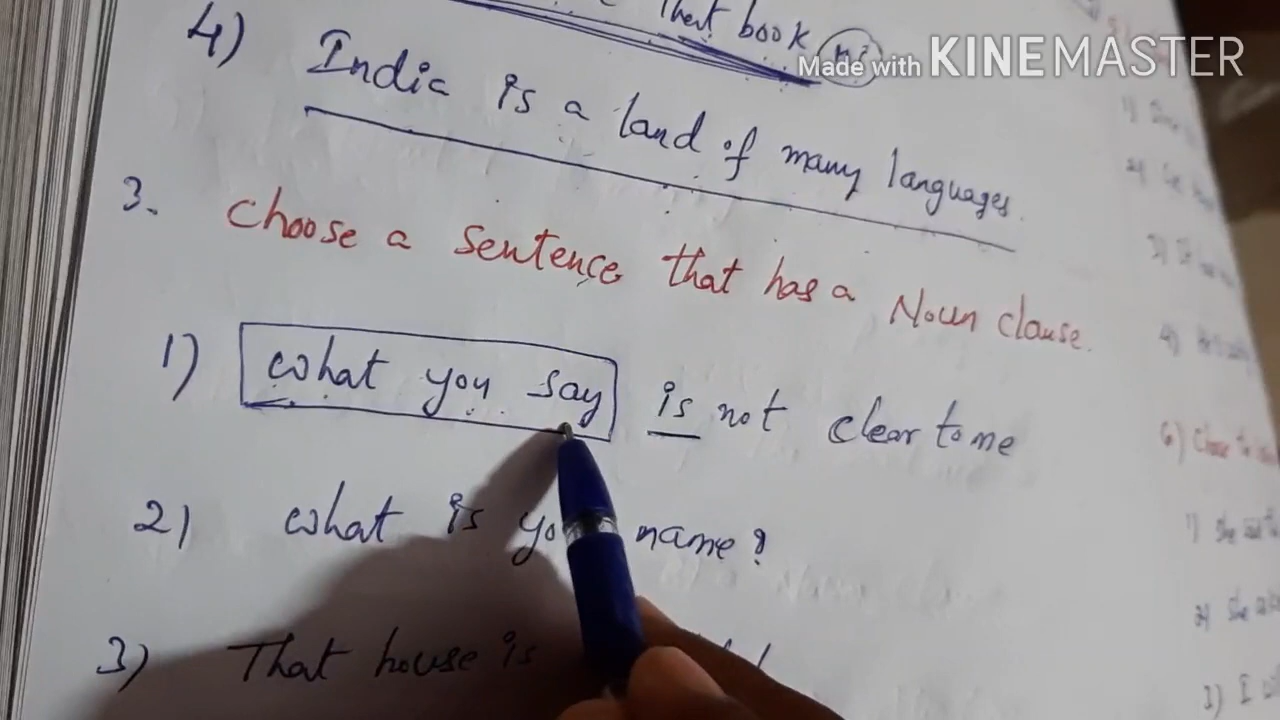 That book
Made with KINEMASTER
4) India is a land of many languages.
3. Choose a sentence that has a Noun clause.
1) What you say is not clear to me
2) What is your name?
3) That house is